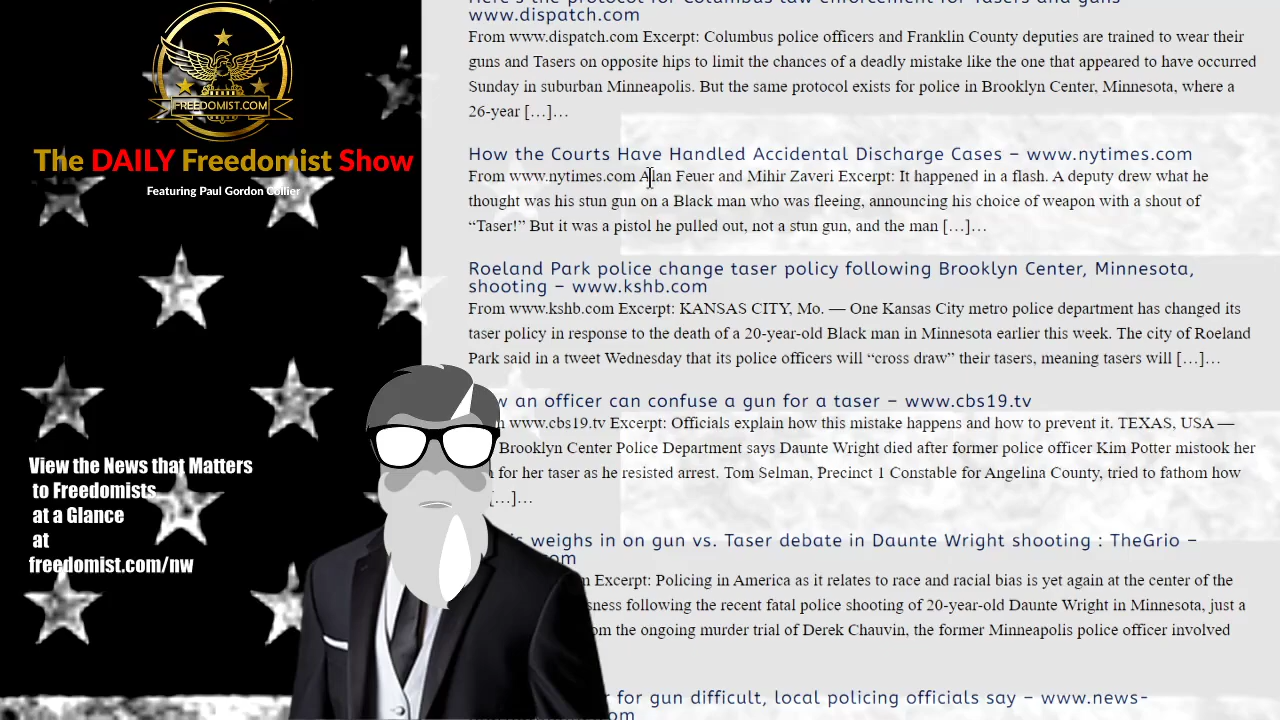 FREEDOMIST.COM
The DAILY Freedomist Show
Featuring Paul Gordon Collier
View the News that Matters
to Freedomists
at a Glance
at
freedomist.com/nw
Here's the protocol for Columbus law enforcement for Tasers and guns
www.dispatch.com
From www.dispatch.com Excerpt: Columbus police officers and Franklin County deputies are trained to wear their
guns and Tasers on opposite hips to limit the chances of a deadly mistake like the one that appeared to have occurred
Sunday in suburban Minneapolis. But the same protocol exists for police in Brooklyn Center, Minnesota, where a
26-year […]…
How the Courts Have Handled Accidental Discharge Cases – www.nytimes.com
From www.nytimes.com Alan Feuer and Mihir Zaveri Excerpt: It happened in a flash. A deputy drew what he
thought was his stun gun on a Black man who was fleeing, announcing his choice of weapon with a shout of
“Taser!” But it was a pistol he pulled out, not a stun gun, and the man […]…
Roeland Park police change taser policy following Brooklyn Center, Minnesota,
shooting – www.kshb.com
From www.kshb.com Excerpt: KANSAS CITY, Mo. — One Kansas City metro police department has changed its
taser policy in response to the death of a 20-year-old Black man in Minnesota earlier this week. The city of Roeland
Park said in a tweet Wednesday that its police officers will “cross draw” their tasers, meaning tasers will […]…
an officer can confuse a gun for a taser – www.cbs19.tv
www.cbs19.tv Excerpt: Officials explain how this mistake happens and how to prevent it. TEXAS, USA —
Brooklyn Center Police Department says Daunte Wright died after former police officer Kim Potter mistook her
for her taser as he resisted arrest. Tom Selman, Precinct 1 Constable for Angelina County, tried to fathom how
[…]…
weighs in on gun vs. Taser debate in Daunte Wright shooting : TheGrio –
Excerpt: Policing in America as it relates to race and racial bias is yet again at the center of the
following the recent fatal police shooting of 20-year-old Daunte Wright in Minnesota, just a
the ongoing murder trial of Derek Chauvin, the former Minneapolis police officer involved
for gun difficult, local policing officials say – www.news-